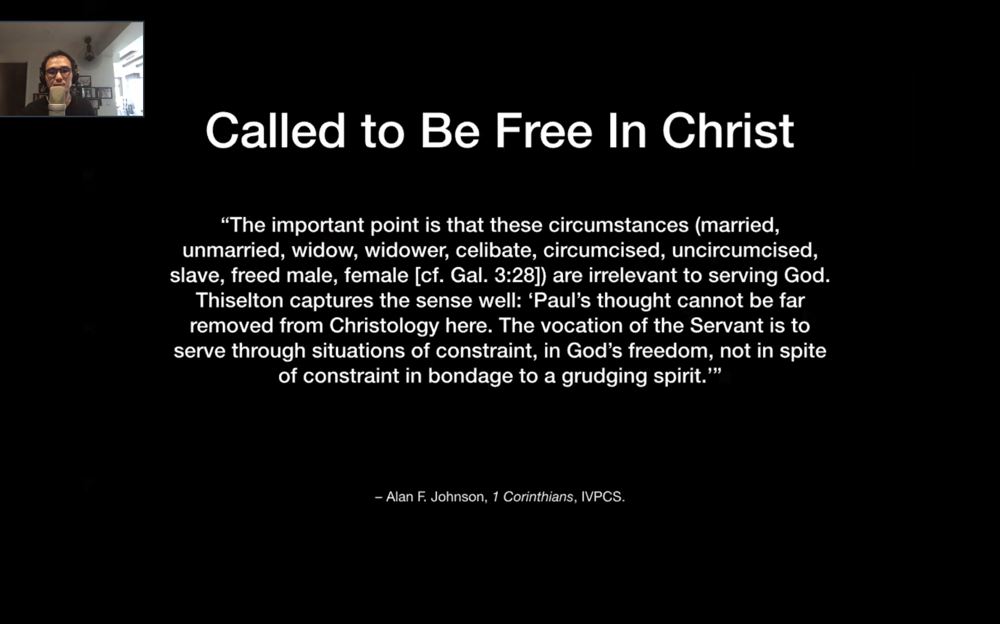 Called to Be Free In Christ
“The important point is that these circumstances (married,
unmarried, widow, widower, celibate, circumcised, uncircumcised,
slave, freed male, female [cf. Gal. 3:28]) are irrelevant to serving God.
Thiselton captures the sense well: ‘Paul’s thought cannot be far
removed from Christology here. The vocation of the Servant is to
serve through situations of constraint, in God’s freedom, not in spite
of constraint in bondage to a grudging spirit.’”
– Alan F. Johnson, 1 Corinthians, IVPCS.